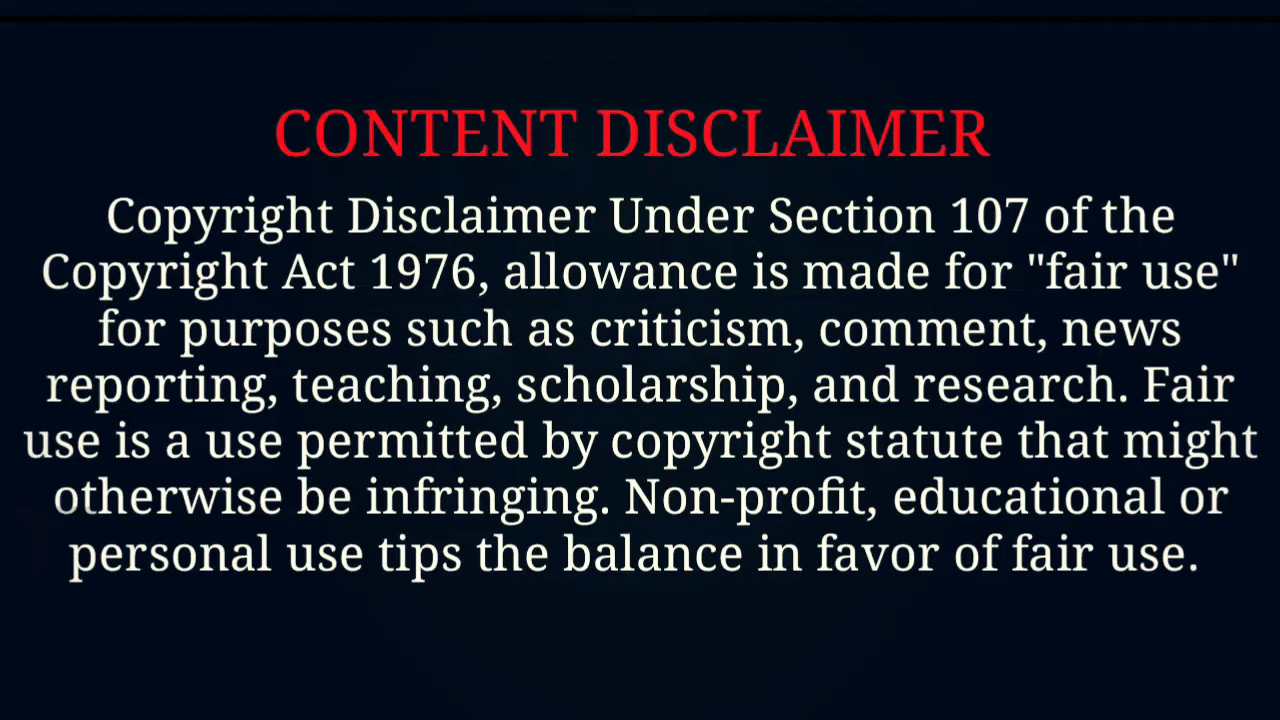 CONTENT DISCLAIMER
Copyright Disclaimer Under Section 107 of the
Copyright Act 1976, allowance is made for "fair use"
for purposes such as criticism, comment, news
reporting, teaching, scholarship, and research. Fair
use is a use permitted by copyright statute that might
otherwise be infringing. Non-profit, educational or
personal use tips the balance in favor of fair use.